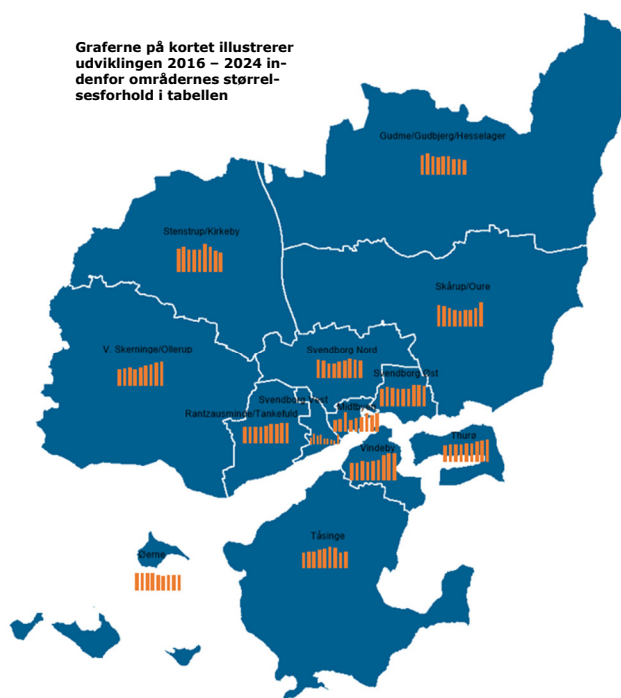 Graferne på kortet illustrerer
udviklingen 2016 – 2024 in-
denfor områdernes størrel-
sesforhold i tabellen
Gudme/Gudbjerg/Hesselager
Stenstrup/Kirkeby
Skårup/Oure
V. Skerninge/Ollerup
Svendborg Nord
Svendborg Øst
Svendborg Vest
Midtbyen
Rantzausminde/Tankefuld
Thurø
Vindeby
Tåsinge
Øerne